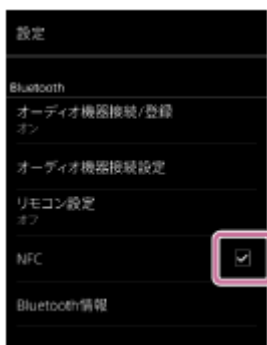 設定
Bluetooth
オーディオ機器接続/登録
オン
オーディオ機器接続設定
リモコン設定
オフ
NFC
Bluetooth情報